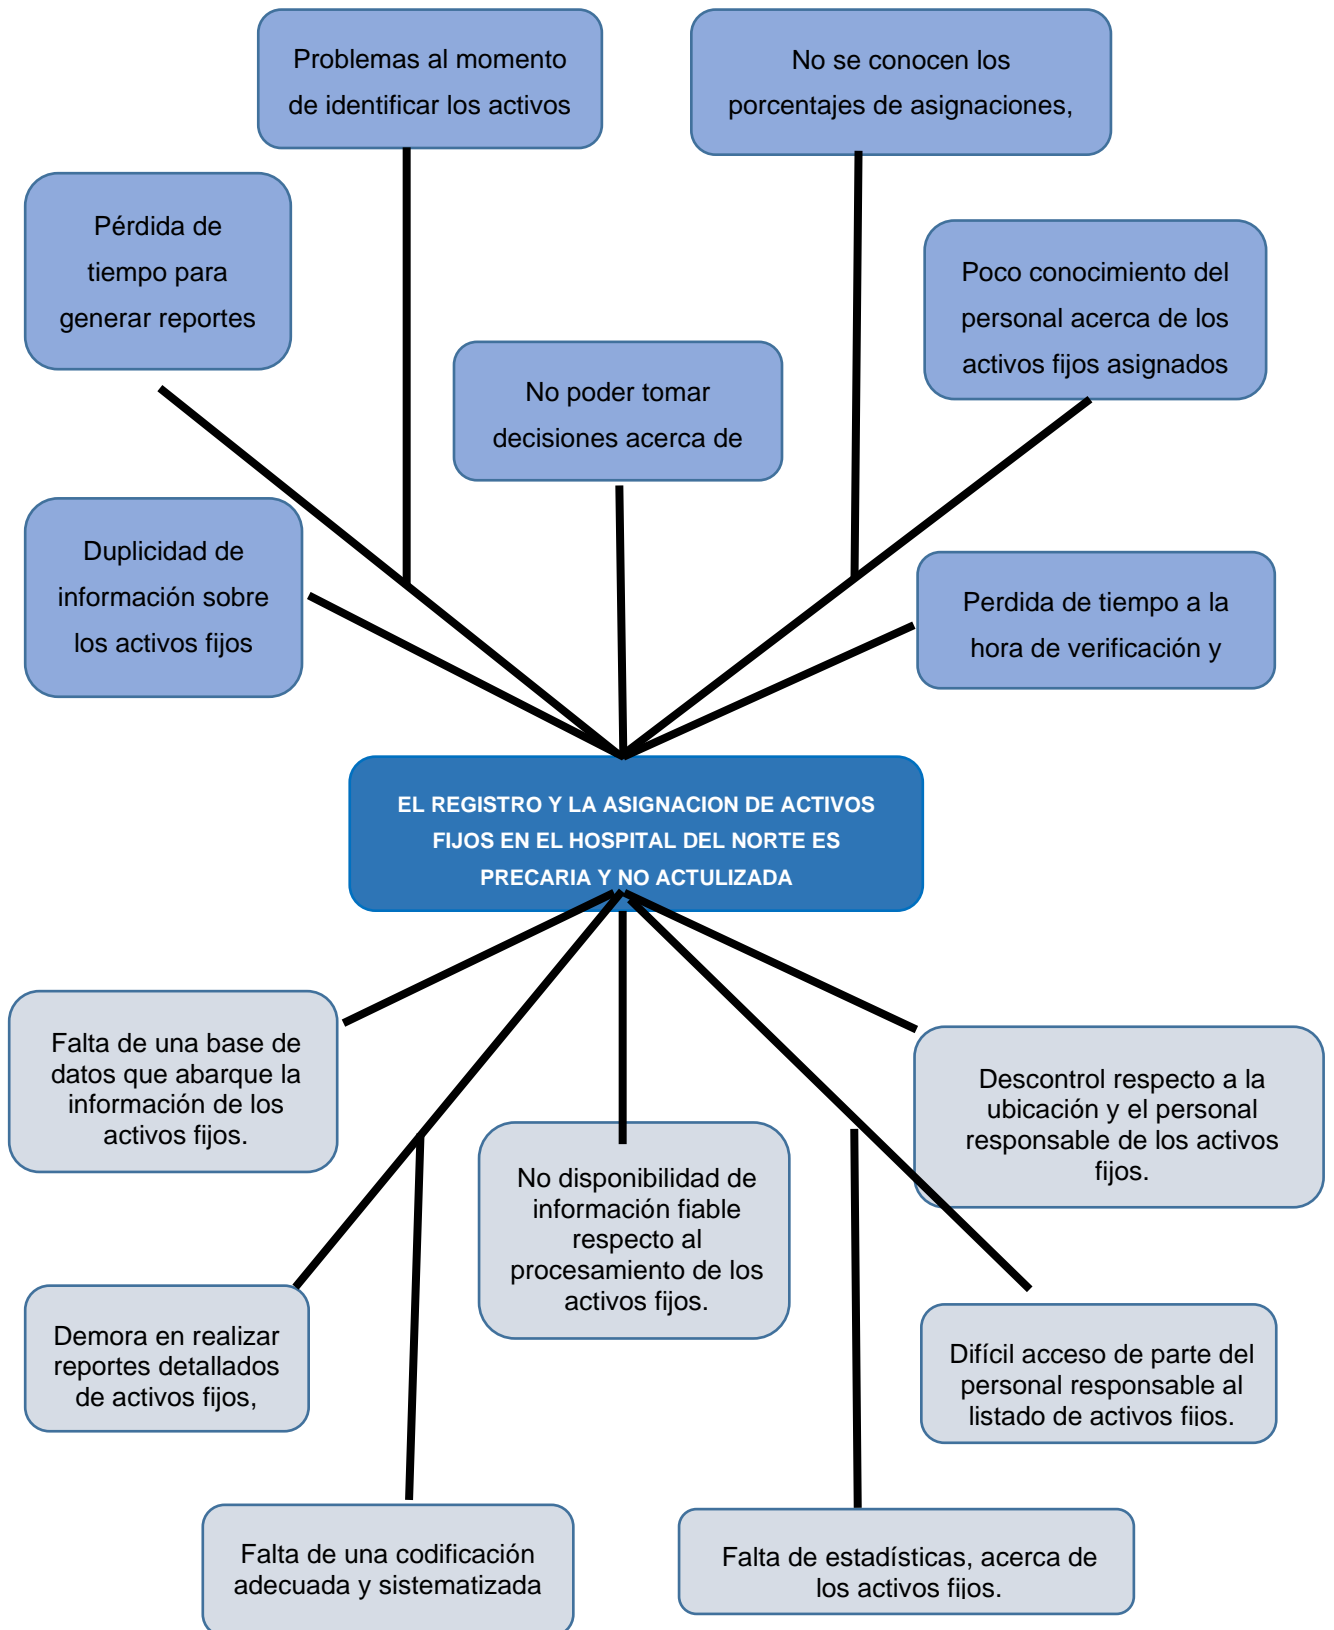 Problemas al momento
de identificar los activos
No se conocen los
porcentajes de asignaciones,
Pérdida de
tiempo para
generar reportes
Poco conocimiento del
personal acerca de los
activos fijos asignados
No poder tomar
decisiones acerca de
Duplicidad de
información sobre
los activos fijos
Perdida de tiempo a la
hora de verificación y
EL REGISTRO Y LA ASIGNACION DE ACTIVOS
FIJOS EN EL HOSPITAL DEL NORTE ES
PRECARIA Y NO ACTULIZADA
Falta de una base de
datos que abarque la
información de los
activos fijos.
Descontrol respecto a la
ubicación y el personal
responsable de los activos
fijos.
No disponibilidad de
información fiable
respecto al
procesamiento de los
activos fijos.
Demora en realizar
reportes detallados
de activos fijos,
Difícil acceso de parte del
personal responsable al
listado de activos fijos.
Falta de una codificación
adecuada y sistematizada
Falta de estadísticas, acerca de
los activos fijos.